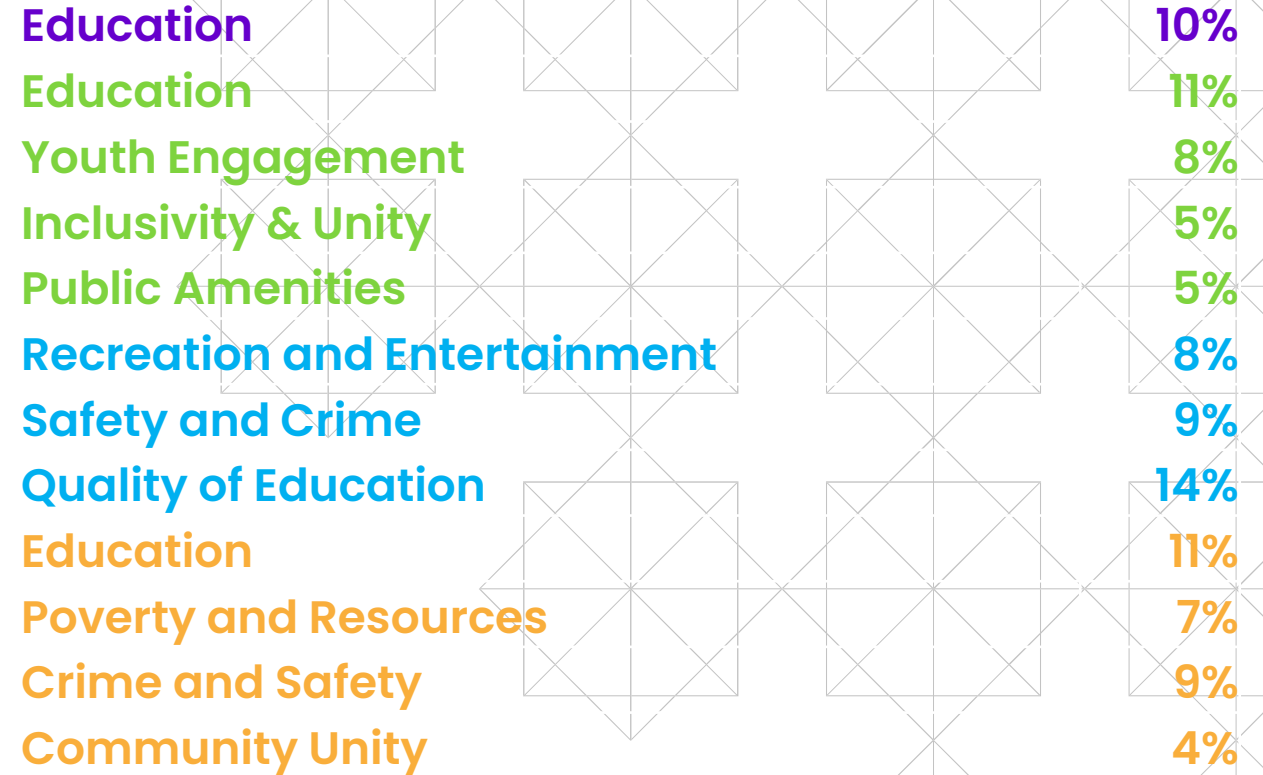 Education 10%
Education 11%
Youth Engagement 8%
Inclusivity & Unity 5%
Public Amenities 5%
Recreation and Entertainment 8%
Safety and Crime 9%
Quality of Education 14%
Education 11%
Poverty and Resources 7%
Crime and Safety 9%
Community Unity 4%